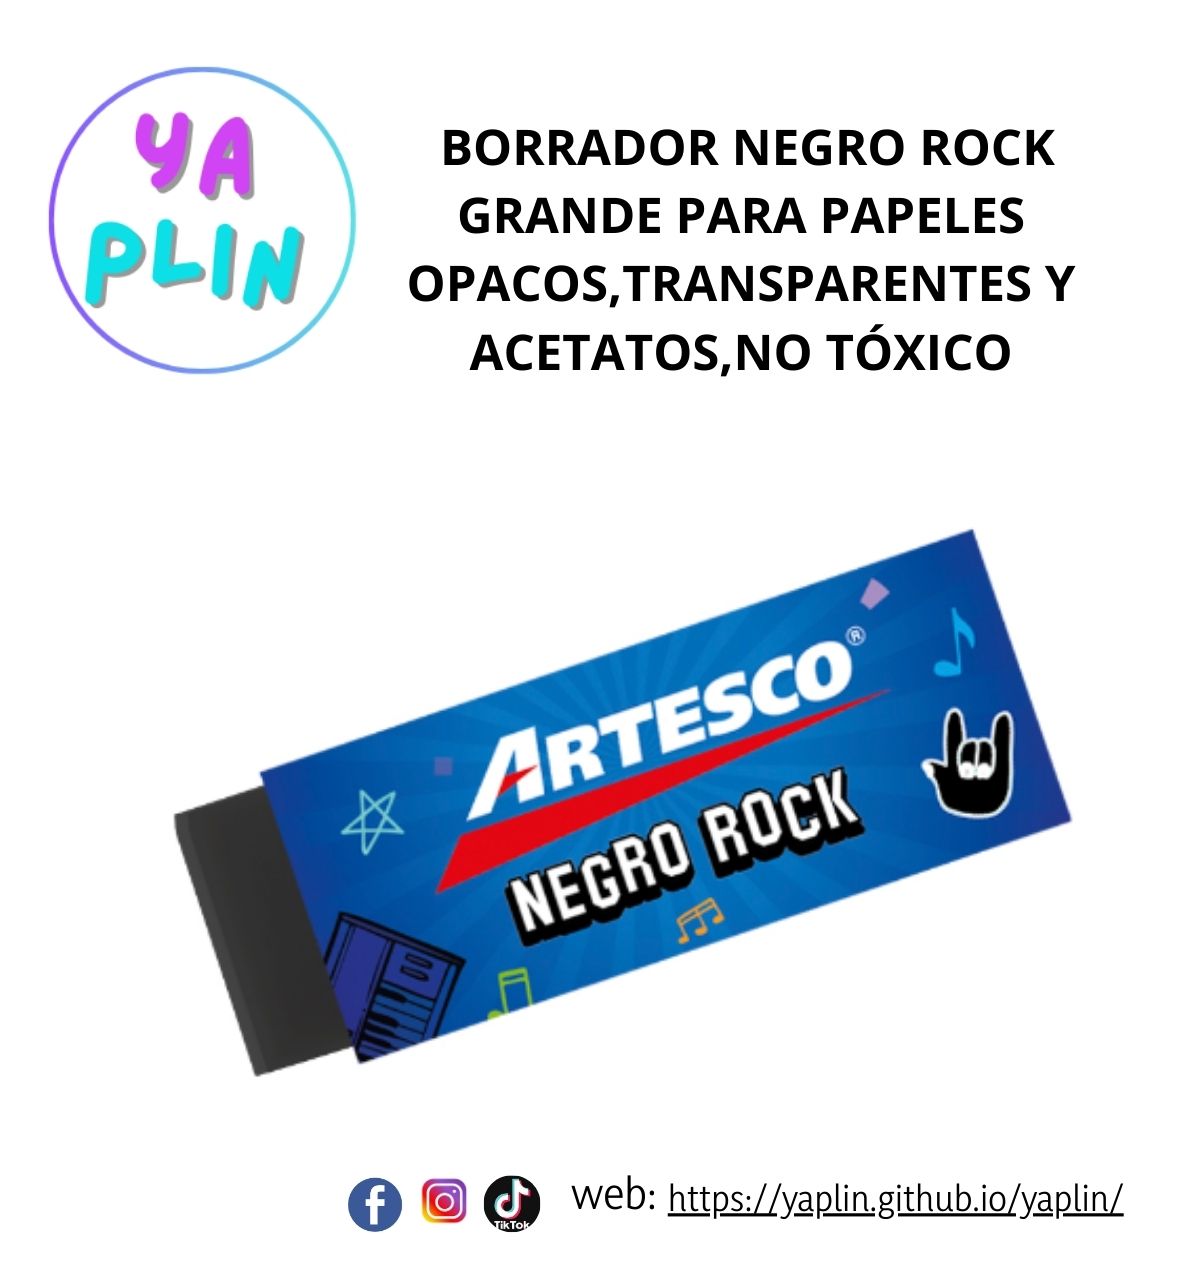 YA
PLIN
BORRADOR NEGRO ROCK
GRANDE PARA PAPELES
OPACOS,TRANSPARENTES Y
ACETATOS,NO TÓXICO
ARTESCO®
NEGRO ROCK
TikTok
web: https://yaplin.github.io/yaplin/